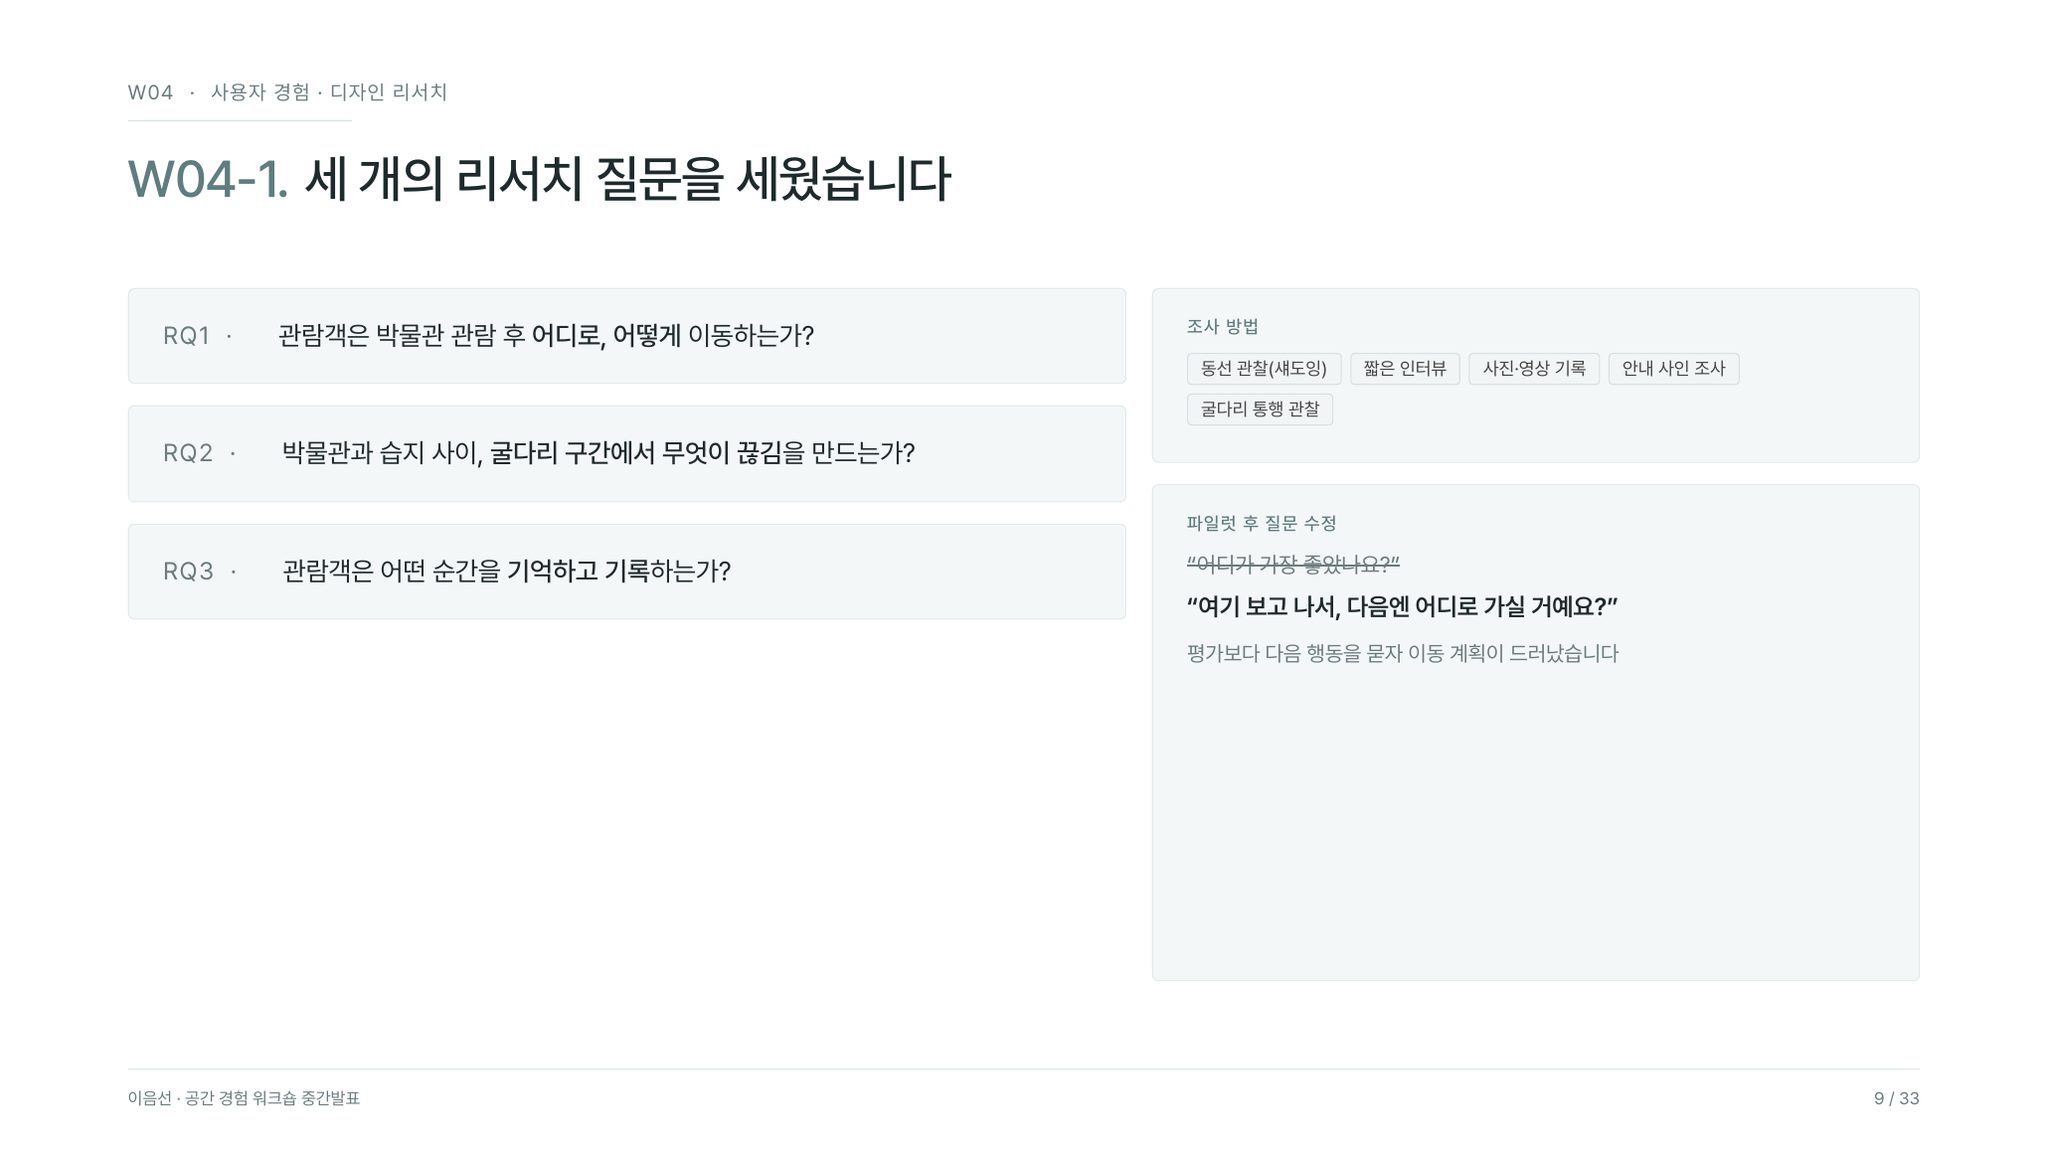 W04 · 사용자 경험 · 디자인 리서치
W04-1. 세 개의 리서치 질문을 세웠습니다
RQ1 · 관람객은 박물관 관람 후 어디로, 어떻게 이동하는가?
RQ2 · 박물관과 습지 사이, 굴다리 구간에서 무엇이 끊김을 만드는가?
RQ3 · 관람객은 어떤 순간을 기억하고 기록하는가?
조사 방법
동선 관찰(섀도잉) 짧은 인터뷰 사진·영상 기록 안내 사인 조사
굴다리 통행 관찰
파일럿 후 질문 수정
“어디가 가장 좋았나요?”
“여기 보고 나서, 다음엔 어디로 가실 거예요?”
평가보다 다음 행동을 묻자 이동 계획이 드러났습니다
이음선 · 공간 경험 워크숍 중간발표
9 / 33